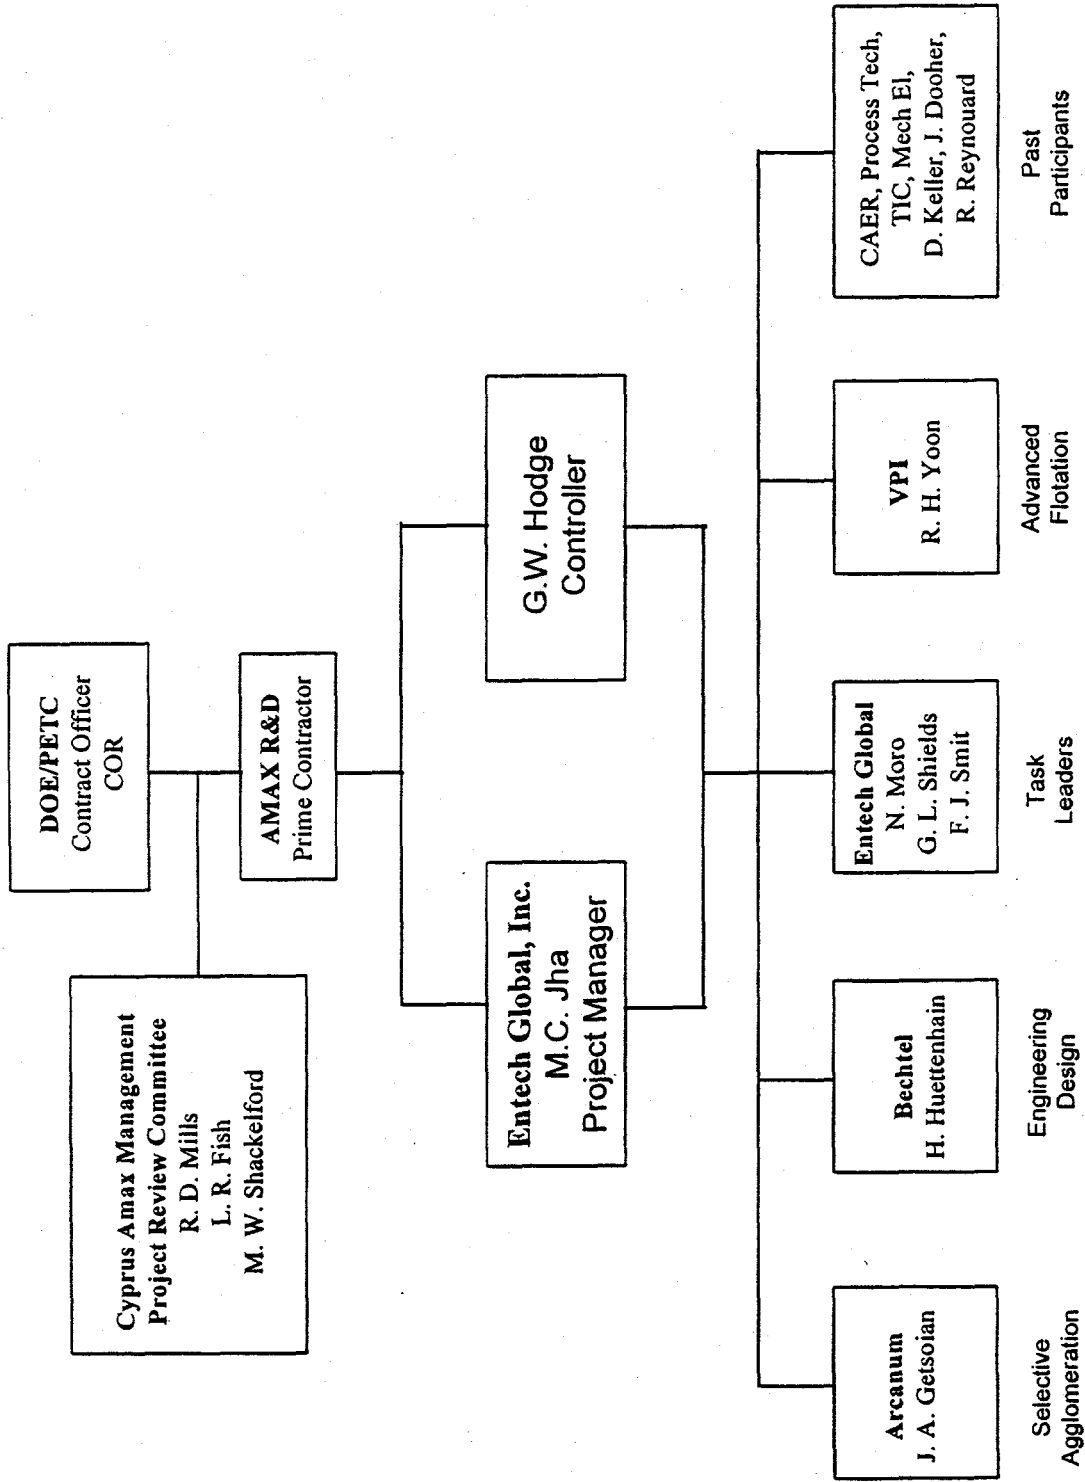 DOE/PETC
Contract Officer
COR
Cyprus Amax Management
Project Review Committee
R. D. Mills
L. R. Fish
M. W. Shackelford
AMAX R&D
Prime Contractor
Entech Global, Inc.
M.C. Jha
Project Manager
G.W. Hodge
Controller
Arcanum
J. A. Getsoian
Bechtel
H. Huettenhain
Entech Global
N. Moro
G. L. Shields
F. J. Smit
VPI
R. H. Yoon
CAER, Process Tech,
TIC, Mech El,
D. Keller, J. Dooher,
R. Reynouard
Selective
Agglomeration
Engineering
Design
Task
Leaders
Advanced
Flotation
Past
Participants